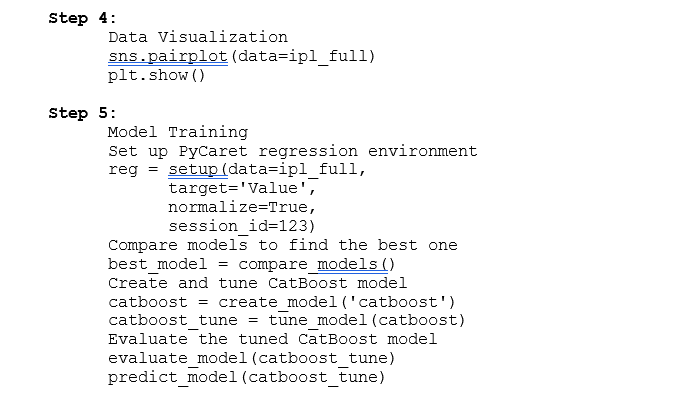 Step 4:
Data Visualization
sns.pairplot(data=ipl_full)
plt.show()
Step 5:
Model Training
Set up PyCaret regression environment
reg = setup(data=ipl_full,
target='Value',
normalize=True,
session_id=123)
Compare models to find the best one
best_model = compare_models()
Create and tune CatBoost model
catboost = create_model('catboost')
catboost_tune = tune_model(catboost)
Evaluate the tuned CatBoost model
evaluate_model(catboost_tune)
predict_model(catboost_tune)